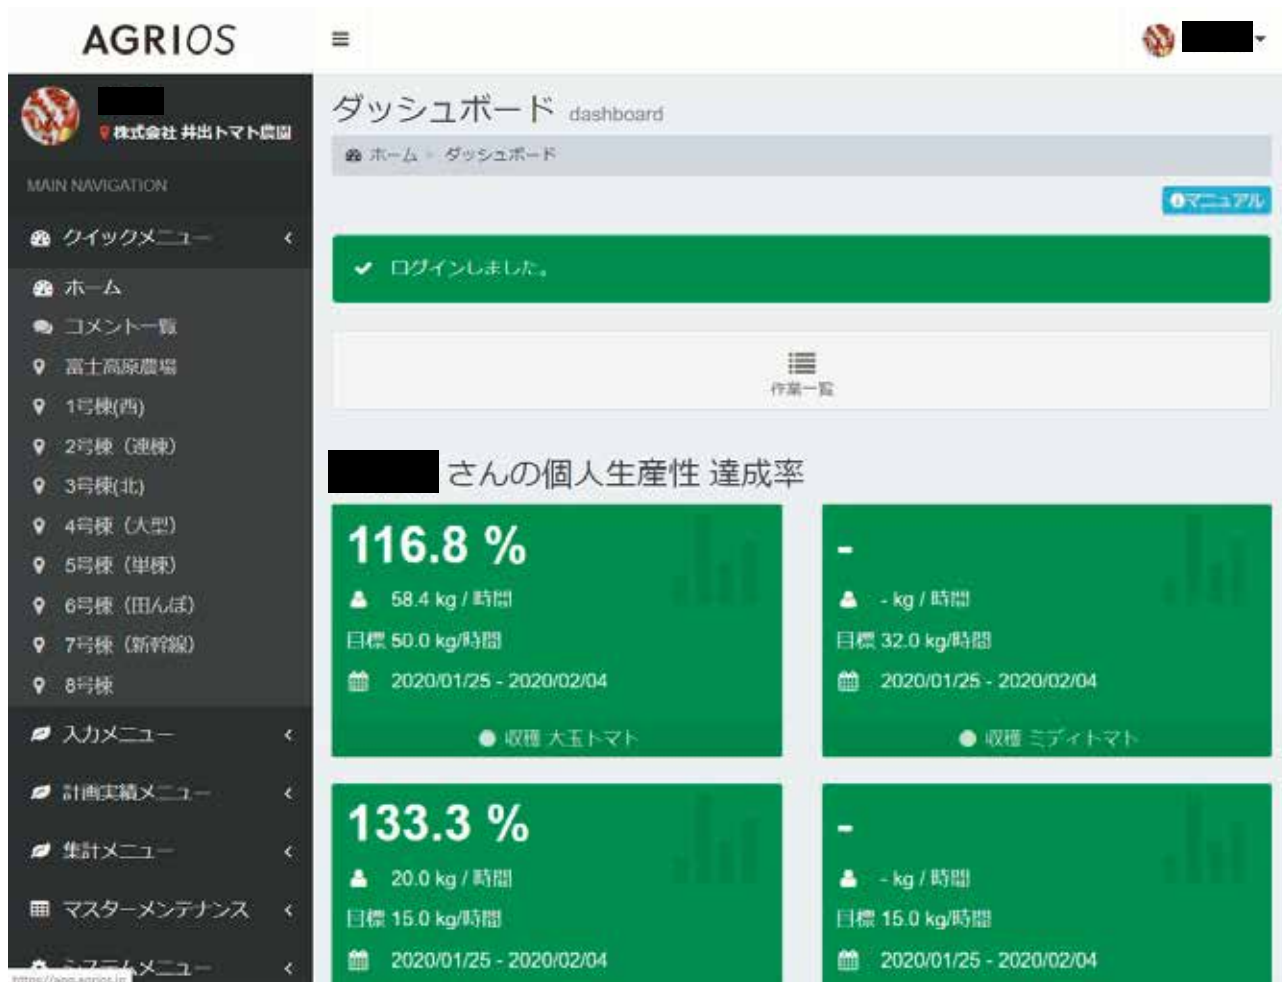 AGRIOS
株式会社 井出トマト農園
MAIN NAVIGATION
クイックメニュー
ホーム
コメント一覧
富士高原農場
1号棟(西)
2号棟（連棟）
3号棟(北)
4号棟（大型）
5号棟（単棟）
6号棟（田んぼ）
7号棟（新幹線）
8号棟
入力メニュー
計画実績メニュー
集計メニュー
マスターメンテナンス
システムメニュー
https://app.agrios.jp
ダッシュボード dashboard
ホーム > ダッシュボード
マニュアル
ログインしました。
作業一覧
さんの個人生産性 達成率
116.8 %
58.4 kg / 時間
目標 50.0 kg/時間
2020/01/25 - 2020/02/04
収穫 大玉トマト
-
- kg / 時間
目標 32.0 kg/時間
2020/01/25 - 2020/02/04
収穫 ミディトマト
133.3 %
20.0 kg / 時間
目標 15.0 kg/時間
2020/01/25 - 2020/02/04
-
- kg / 時間
目標 15.0 kg/時間
2020/01/25 - 2020/02/04